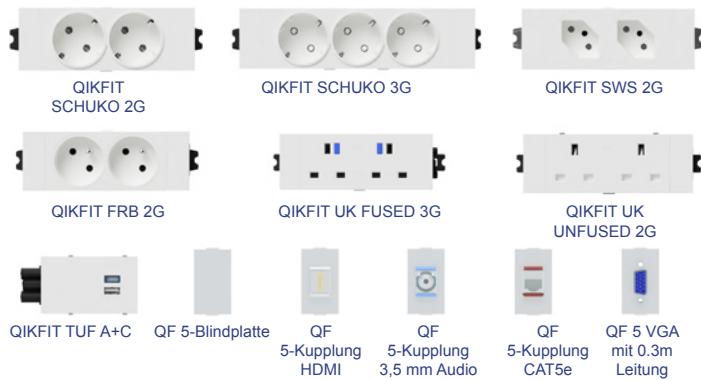 QIKFIT
SCHUKO 2G
QIKFIT SCHUKO 3G
QIKFIT SWS 2G
QIKFIT FRB 2G
QIKFIT UK FUSED 3G
QIKFIT UK
UNFUSED 2G
QIKFIT TUF A+C
QF 5-Blindplatte
QF
5-Kupplung
HDMI
QF
5-Kupplung
3,5 mm Audio
QF
5-Kupplung
CAT5e
QF 5 VGA
mit 0.3m
Leitung